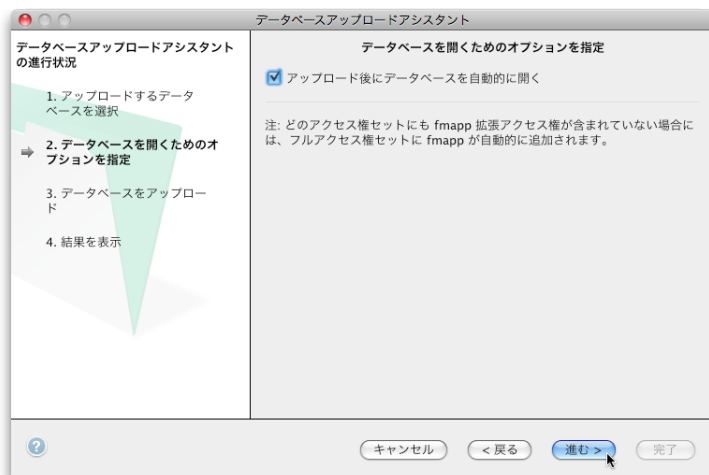 データベースアップロードアシスタント
データベースアップロードアシスタント
の進行状況
1. アップロードするデータ
ベースを選択
2. データベースを開くためのオ
プションを指定
3. データベースをアップロー
ド
4. 結果を表示
データベースを開くためのオプションを指定
アップロード後にデータベースを自動的に開く
注: どのアクセス権セットにも fmapp 拡張アクセス権が含まれていない場合に
は、フルアクセス権セットに fmapp が自動的に追加されます。
?
キャンセル
< 戻る
進む >
完了